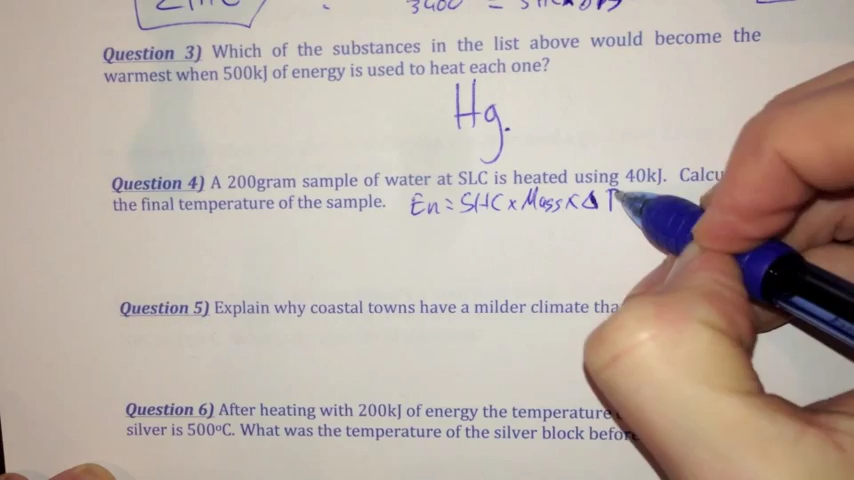 3400 = SHC x
Question 3) Which of the substances in the list above would become the
warmest when 500kJ of energy is used to heat each one?
Hg.
Question 4) A 200gram sample of water at SLC is heated using 40kJ. Calcu
the final temperature of the sample. En = SHC x Mass x Δ T
Question 5) Explain why coastal towns have a milder climate tha
Question 6) After heating with 200kJ of energy the temperature
silver is 500°C. What was the temperature of the silver block befor